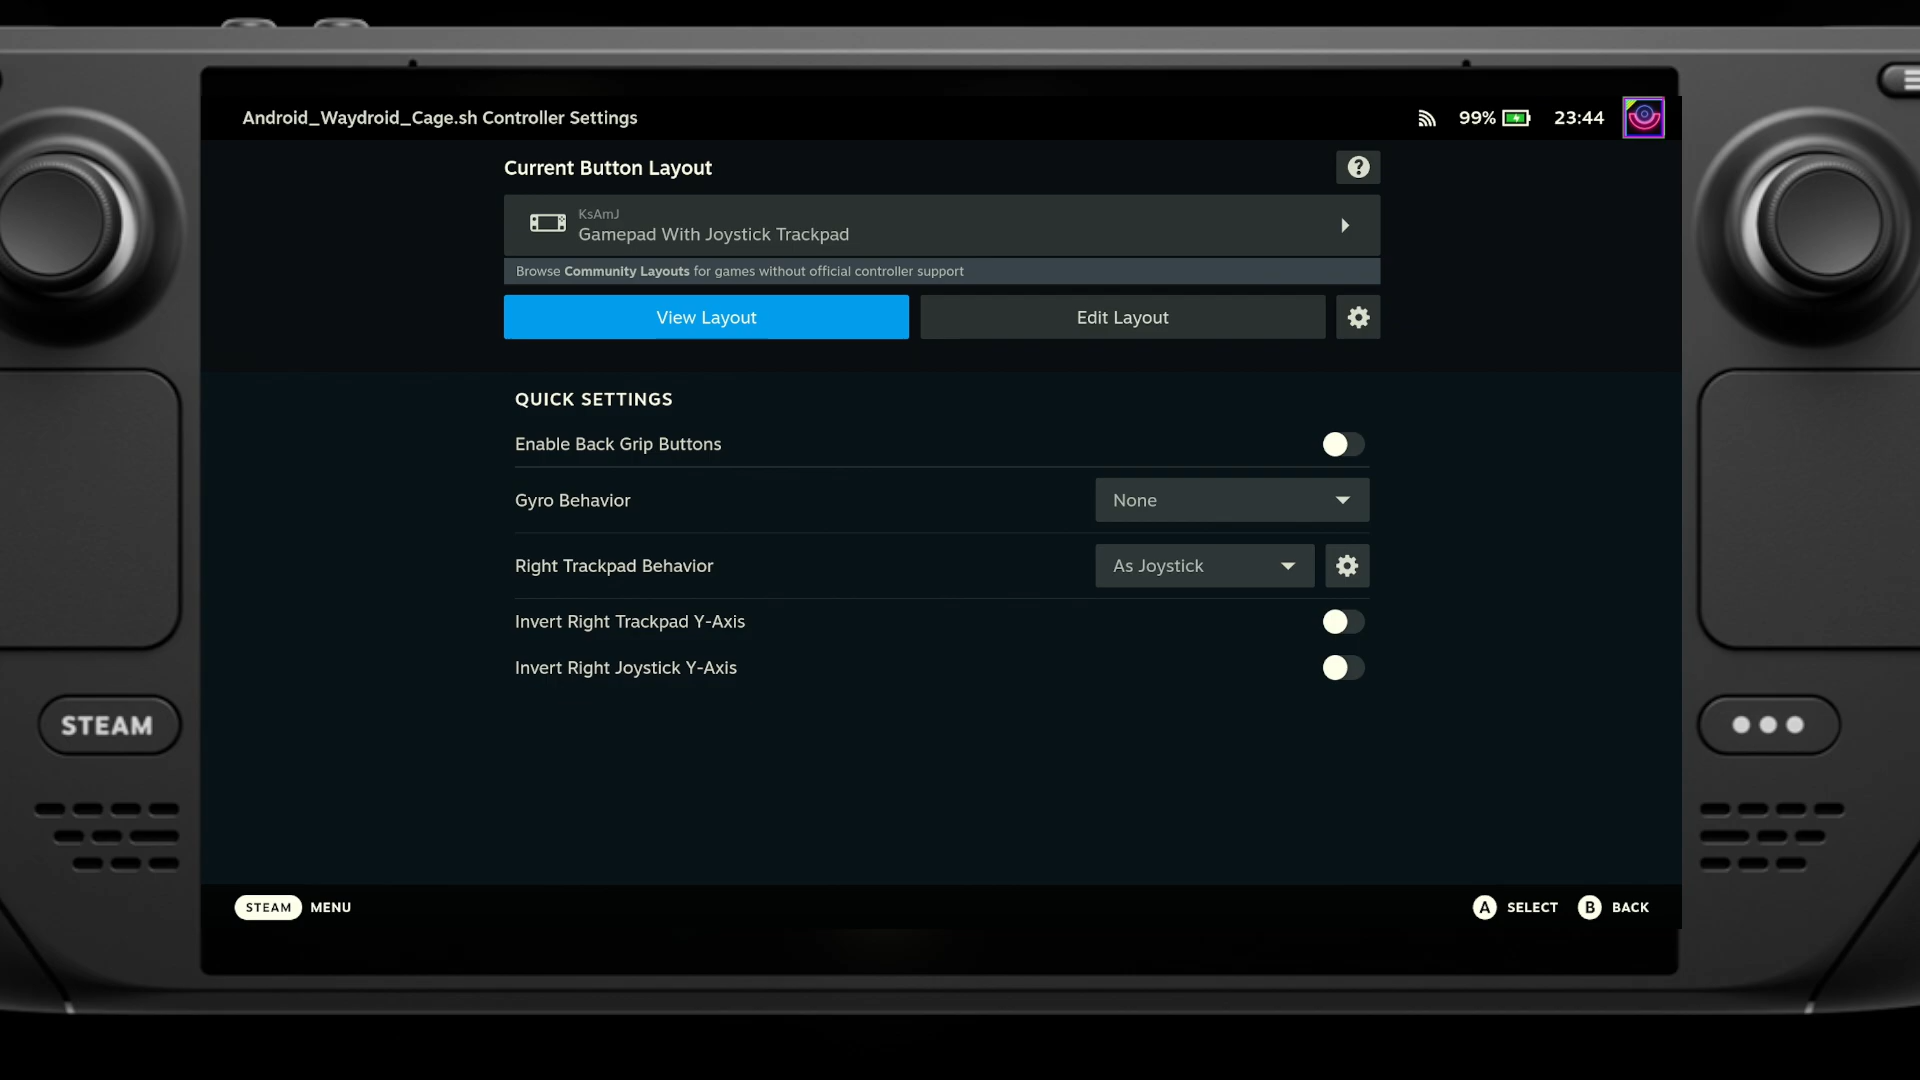 Android_Waydroid_Cage.sh Controller Settings
99%
23:44
Current Button Layout
?
KsAmJ
Gamepad With Joystick Trackpad
Browse Community Layouts for games without official controller support
View Layout
Edit Layout
QUICK SETTINGS
Enable Back Grip Buttons
Gyro Behavior
None
Right Trackpad Behavior
As Joystick
Invert Right Trackpad Y-Axis
Invert Right Joystick Y-Axis
STEAM
STEAM MENU
A SELECT
B BACK